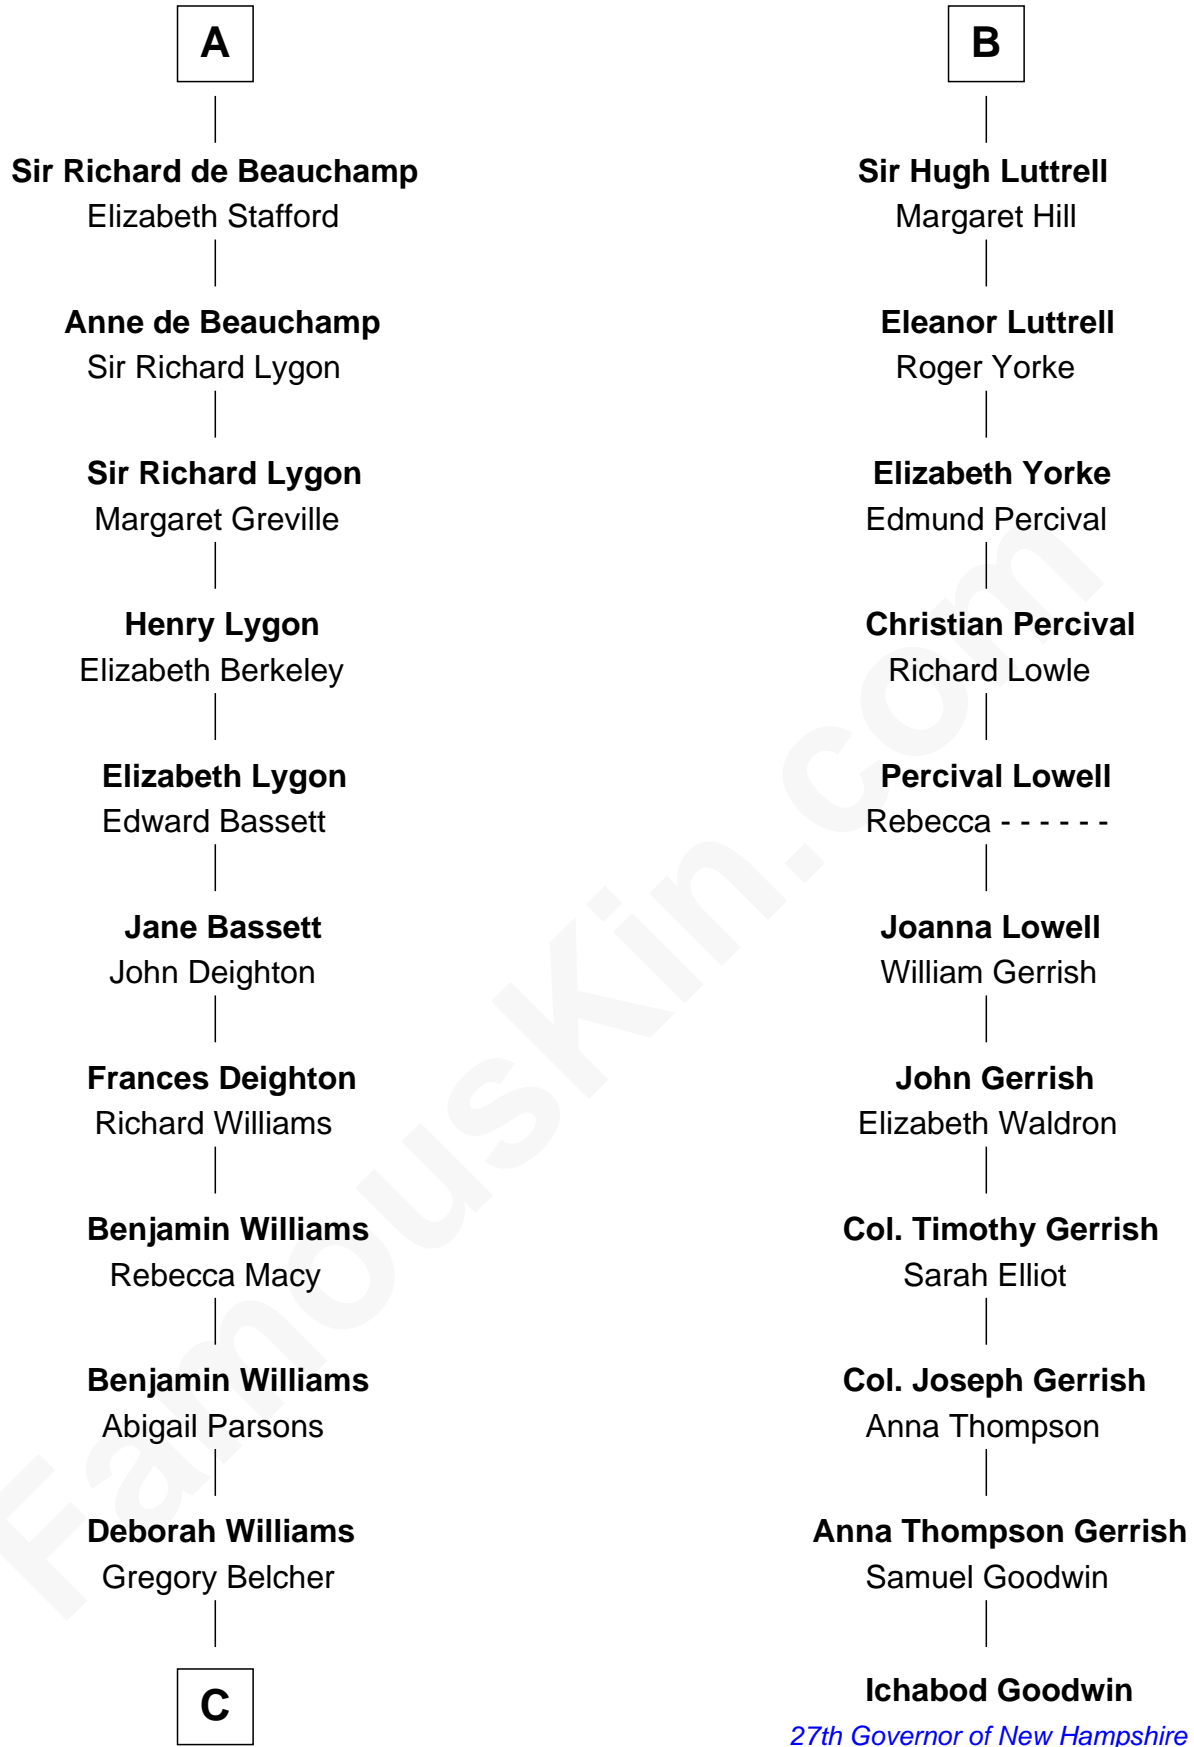 A
Sir Richard de Beauchamp
Elizabeth Stafford
Anne de Beauchamp
Sir Richard Lygon
Sir Richard Lygon
Margaret Greville
Henry Lygon
Elizabeth Berkeley
Elizabeth Lygon
Edward Bassett
Jane Bassett
John Deighton
Frances Deighton
Richard Williams
Benjamin Williams
Rebecca Macy
Benjamin Williams
Abigail Parsons
Deborah Williams
Gregory Belcher
C
B
Sir Hugh Luttrell
Margaret Hill
Eleanor Luttrell
Roger Yorke
Elizabeth Yorke
Edmund Percival
Christian Percival
Richard Lowle
Percival Lowell
Rebecca - - - - - -
Joanna Lowell
William Gerrish
John Gerrish
Elizabeth Waldron
Col. Timothy Gerrish
Sarah Elliot
Col. Joseph Gerrish
Anna Thompson
Anna Thompson Gerrish
Samuel Goodwin
Ichabod Goodwin
27th Governor of New Hampshire
FamousKin.com